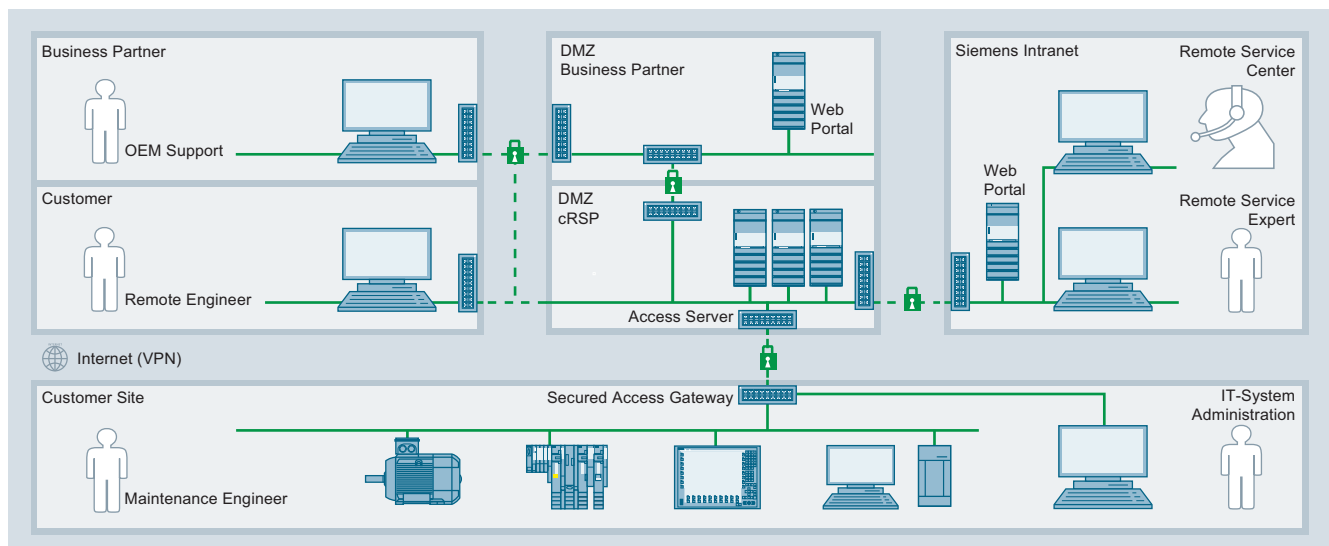 Business Partner
OEM Support
DMZ
Business Partner
Web
Portal
Siemens Intranet
Remote Service
Center
Web
Portal
Remote Service
Expert
Customer
Remote Engineer
DMZ
cRSP
Access Server
Internet (VPN)
Customer Site
Secured Access Gateway
IT-System
Administration
Maintenance Engineer